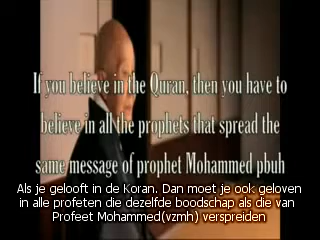 If you believe in the Quran, then you have to
believe in all the prophets that spread the
same message of prophet Mohammed pbuh
Als je gelooft in de Koran. Dan moet je ook geloven
in alle profeten die dezelfde boodschap als die van
Profeet Mohammed(vzmh) verspreiden